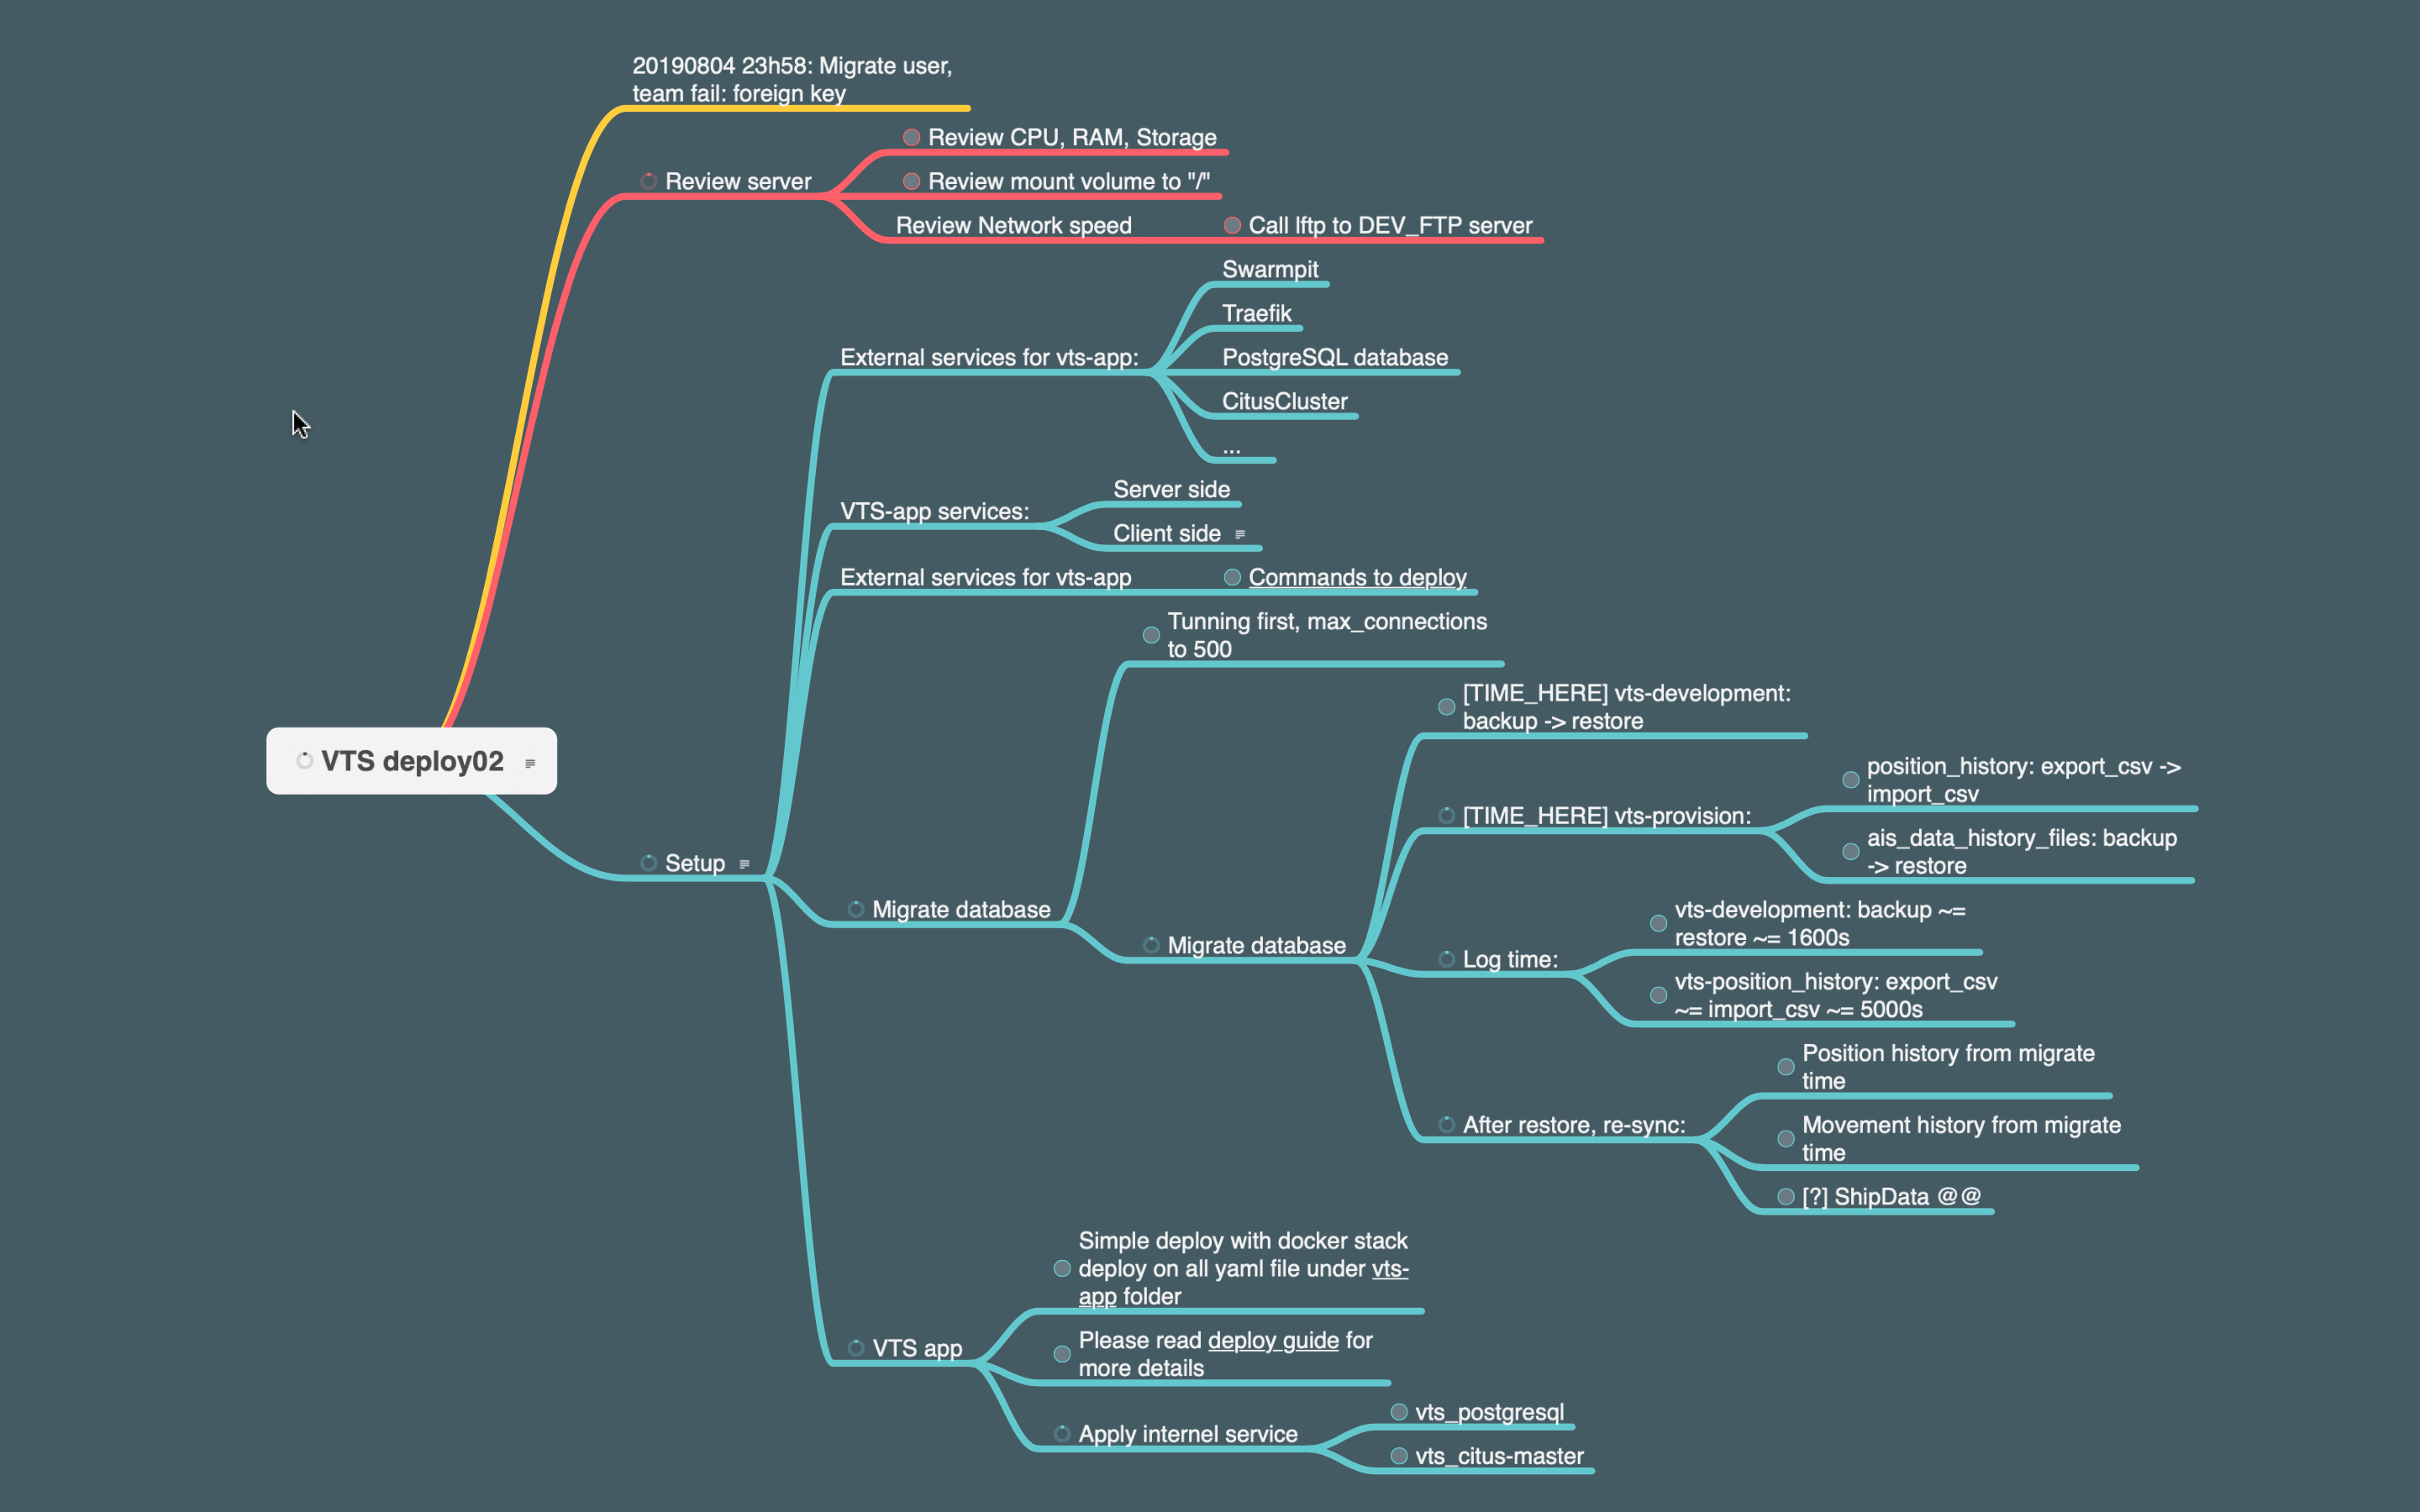 20190804 23h58: Migrate user,
team fail: foreign key
Review server
Review CPU, RAM, Storage
Review mount volume to "/"
Review Network speed
Call lftp to DEV_FTP server
External services for vts-app:
Swarmpit
Traefik
PostgreSQL database
CitusCluster
...
VTS-app services:
Server side
Client side
External services for vts-app
Commands to deploy
VTS deploy02
Setup
Migrate database
Tunning first, max_connections
to 500
Migrate database
[TIME_HERE] vts-development:
backup -> restore
[TIME_HERE] vts-provision:
position_history: export_csv ->
import_csv
ais_data_history_files: backup
-> restore
Log time:
vts-development: backup ~=
restore ~= 1600s
vts-position_history: export_csv
~= import_csv ~= 5000s
After restore, re-sync:
Position history from migrate
time
Movement history from migrate
time
[?] ShipData @@
VTS app
Simple deploy with docker stack
deploy on all yaml file under vts-
app folder
Please read deploy guide for
more details
Apply internal service
vts_postgresql
vts_citus-master